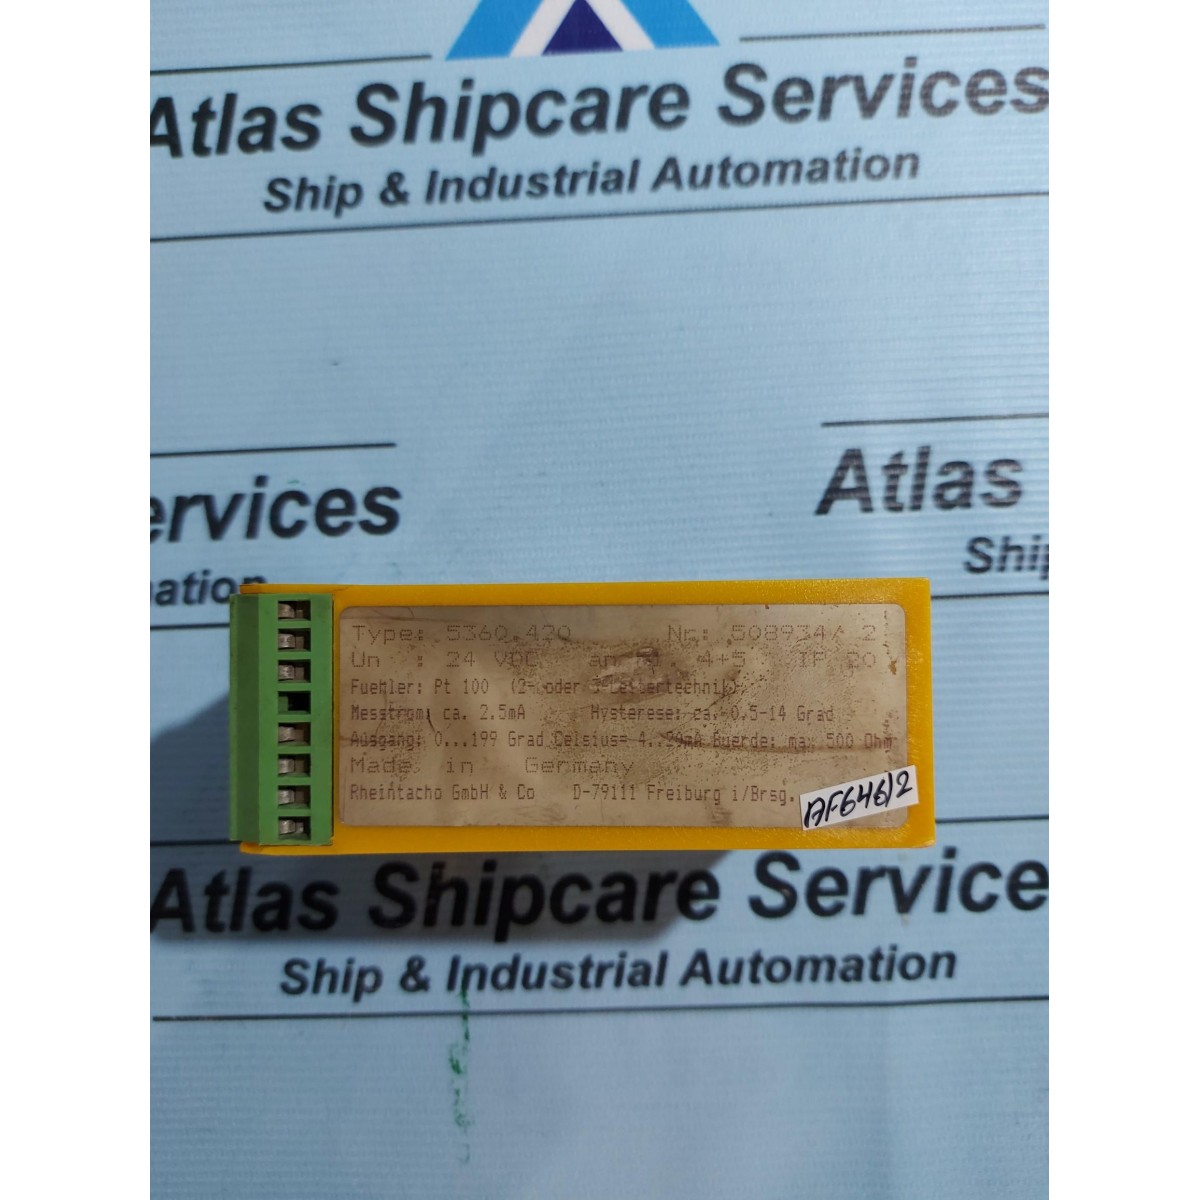 Atlas Shipcare Services
Ship & Industrial Automation
ervices
ation
Atlas
Ship
Type: 5360.420 Nr: 508934/ 2
Un : 24 VDC an Kl. 4+5 IP 20
Fuehler: Pt 100 (2- oder 3-Leitertechnik)
Messtrom: ca. 2.5mA Hysterese: ca. 0.5-14 Grad
Ausgang: 0...199 Grad Celsius= 4..20mA Buerde: max 500 Ohm
Made in Germany
Rheintacho GmbH & Co D-79111 Freiburg i/Brsg.
AF646/2
Atlas Shipcare Service
Ship & Industrial Automation